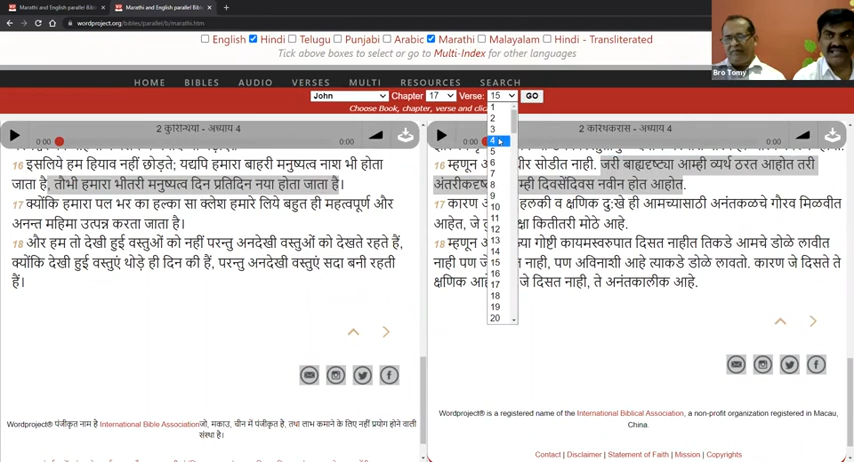 Marathi and English parallel Bibles
Marathi and English parallel Bibles
wordproject.org/bibles/parallel/b/marathi.htm
English Hindi Telugu Punjabi Arabic Marathi Malayalam Hindi - Transliterated
Tick above boxes to select or go to Multi-Index for other languages
Bro Tomy
HOME BIBLES AUDIO VERSES MULTI RESOURCES SEARCH
John Chapter 17 Verse: 15 GO
Choose Book, chapter, verse and clic
2 कुरिन्थियों - अध्याय 4
0:00 0:00
16 इसलिये हम हियाव नहीं छोड़ते; यद्यपि हमारा बाहरी मनुष्यत्व नाश भी होता
जाता है, तौभी हमारा भीतरी मनुष्यत्व दिन प्रतिदिन नया होता जाता है।
17 क्योंकि हमारा पल भर का हल्का सा क्लेश हमारे लिये बहुत ही महत्वपूर्ण और
अनन्त महिमा उत्पन्न करता जाता है।
18 और हम तो देखी हुई वस्तुओं को नहीं परन्तु अनदेखी वस्तुओं को देखते रहते हैं,
क्योंकि देखी हुई वस्तुएं थोड़े ही दिन की हैं, परन्तु अनदेखी वस्तुएं सदा बनी रहती
हैं।
Wordproject® पंजीकृत नाम है International Bible Associationजो, मकाउ, चीन में पंजीकृत है, तथा लाभ कमाने के लिए नहीं प्रयोग होने वाली
संस्था है।
1
2
3
4
5
6
7
8
9
10
11
12
13
14
15
16
17
18
19
20
2 करिंथकरास - अध्याय 4
0:00
16 म्हणून धीर सोडीत नाही. जरी बाह्यदृष्ट्या आम्ही व्यर्थ ठरत आहोत तरी
म्ही दिवसेंदिवस नवीन होत आहोत.
17 कारण हलकी व क्षणिक दु:खे ही आमच्यासाठी अनंतकाळचे गौरव मिळवीत
आहेत, जे क्षा कितीतरी मोठे आहे.
18 म्हणून ज्या गोष्टी कायमस्वरुपात दिसत नाहीत तिकडे आमचे डोळे लावीत
नाही पण जे त नाही, पण अविनाशी आहे त्याकडे डोळे लावतो. कारण जे दिसते ते
क्षणिक आहे जे दिसत नाही, ते अनंतकालीक आहे.
Wordproject® is a registered name of the International Biblical Association, a non-profit organization registered in Macau,
China.
Contact | Disclaimer | Statement of Faith | Mission | Copyrights